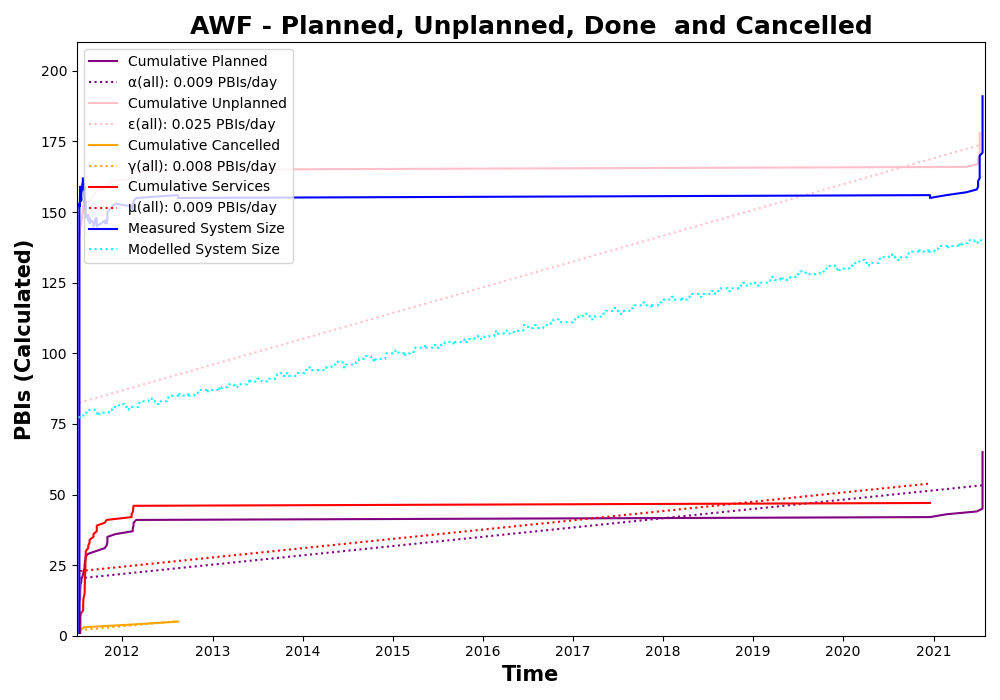 AWF - Planned, Unplanned, Done  and Cancelled
PBIs (Calculated)
200
175
150
125
100
75
50
25
0
Cumulative Planned
α(all): 0.009 PBIs/day
Cumulative Unplanned
ε(all): 0.025 PBIs/day
Cumulative Cancelled
γ(all): 0.008 PBIs/day
Cumulative Services
μ(all): 0.009 PBIs/day
Measured System Size
Modelled System Size
2012 2013 2014 2015 2016 2017 2018 2019 2020 2021
Time